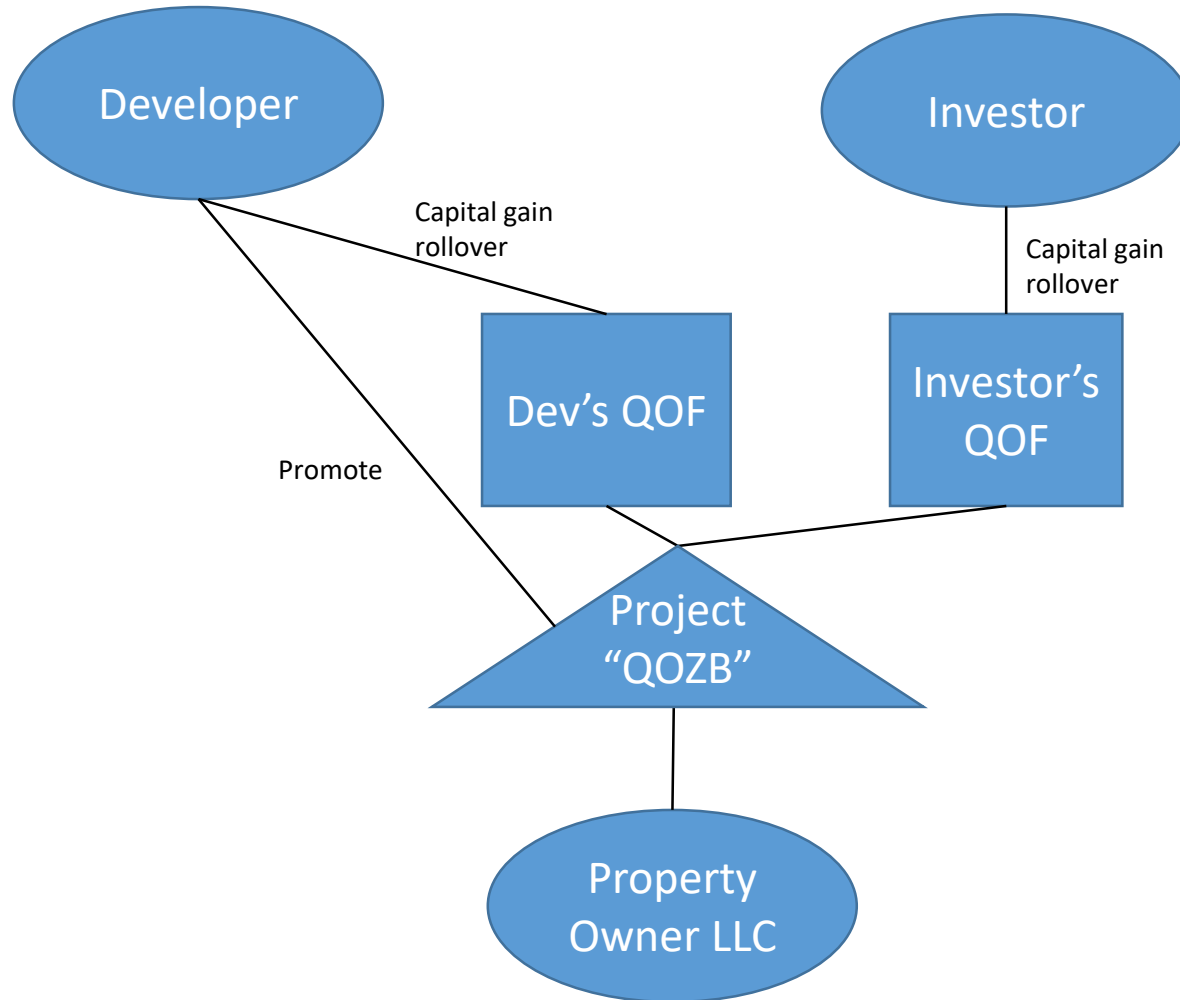 Developer
Investor
Capital gain
rollover
Capital gain
rollover
Dev’s QOF
Investor’s
QOF
Promote
Project
“QOZB”
Property
Owner LLC